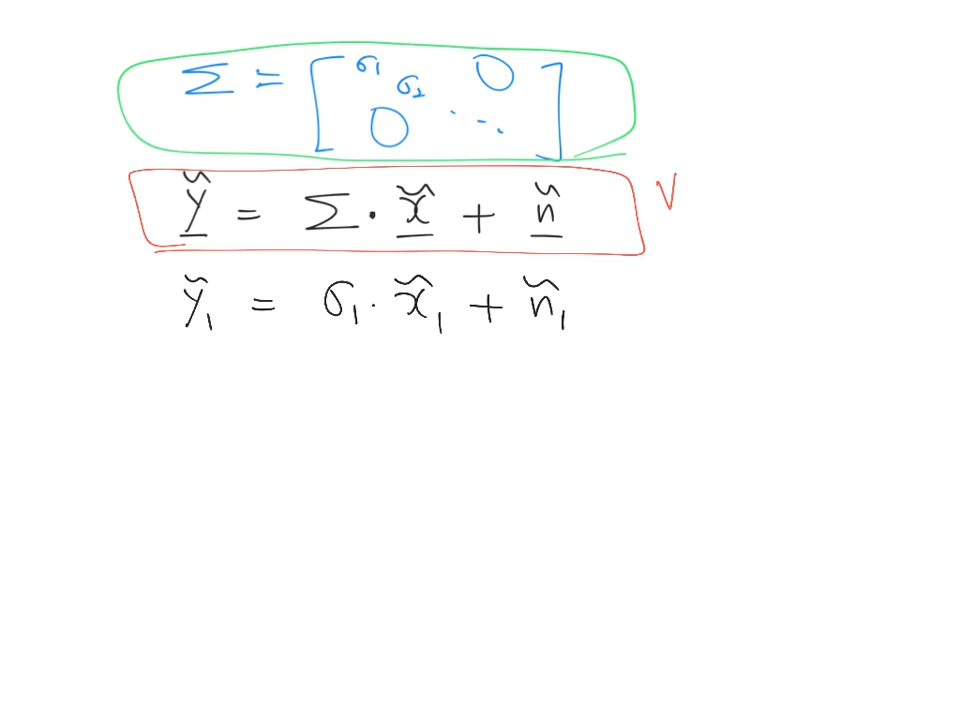 Σ = [σ₁ σ₂ 0 0 ⋱]
ỹ = Σ · x̃ + ñ V
ỹ₁ = σ₁ · x̃₁ + ñ₁